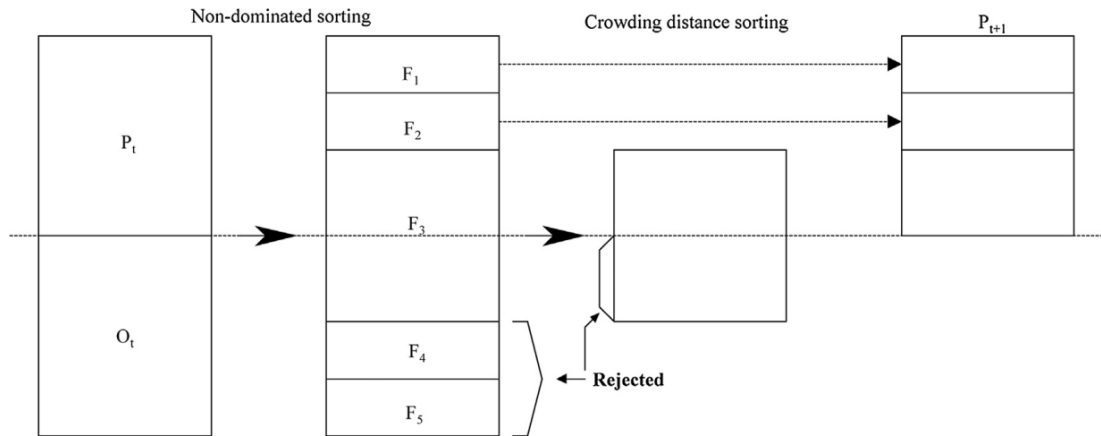 Non-dominated sorting
Crowding distance sorting
P_{t+1}
P_t
O_t
F_1
F_2
F_3
F_4
F_5
Rejected